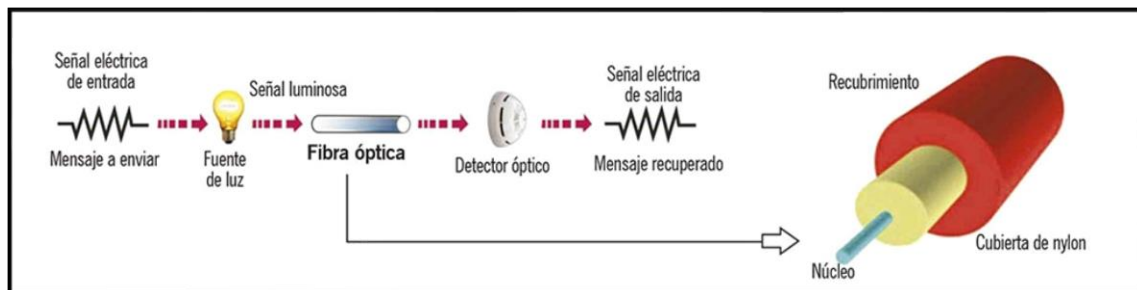 Señal eléctrica
de entrada
Mensaje a enviar
Fuente
de luz
Señal luminosa
Fibra óptica
Detector óptico
Señal eléctrica
de salida
Mensaje recuperado
Recubrimiento
Cubierta de nylon
Núcleo